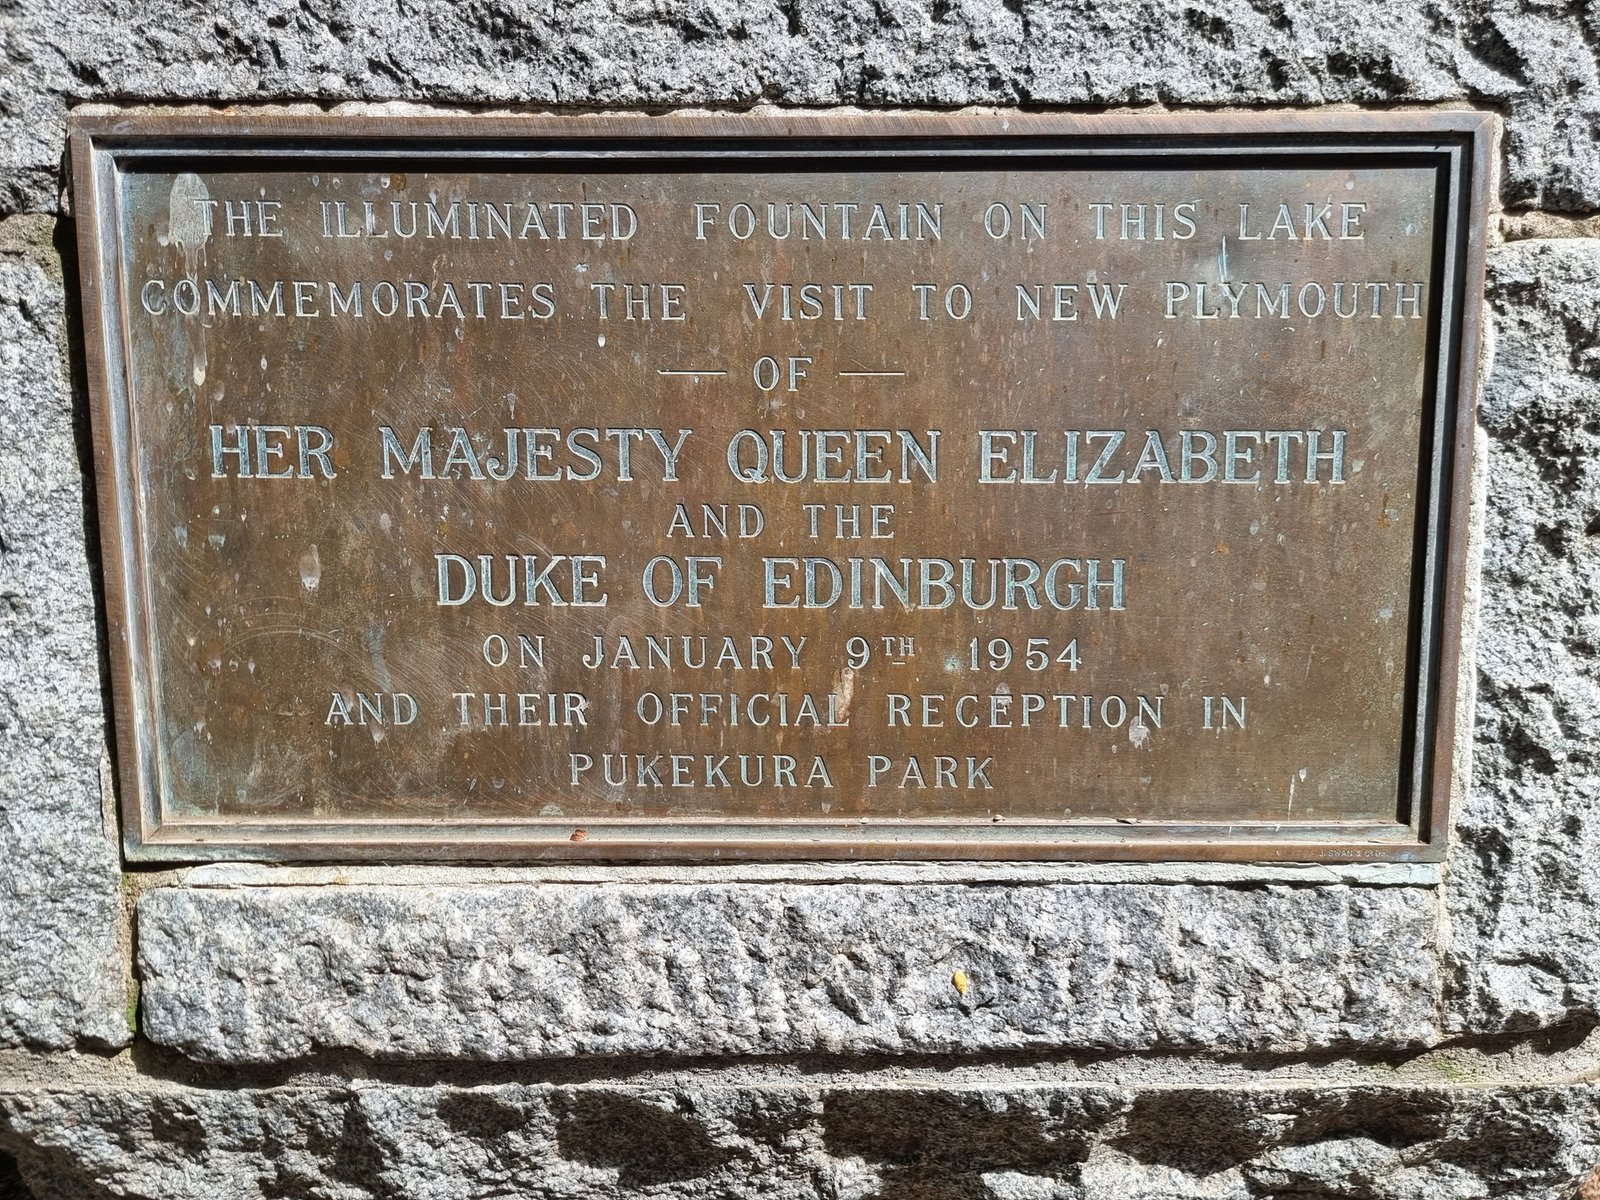 THE ILLUMINATED FOUNTAIN ON THIS LAKE
COMMEMORATES THE VISIT TO NEW PLYMOUTH
— OF —
HER MAJESTY QUEEN ELIZABETH
AND THE
DUKE OF EDINBURGH
ON JANUARY 9TH 1954
AND THEIR OFFICIAL RECEPTION IN
PUKEKURA PARK
J. SWAN &